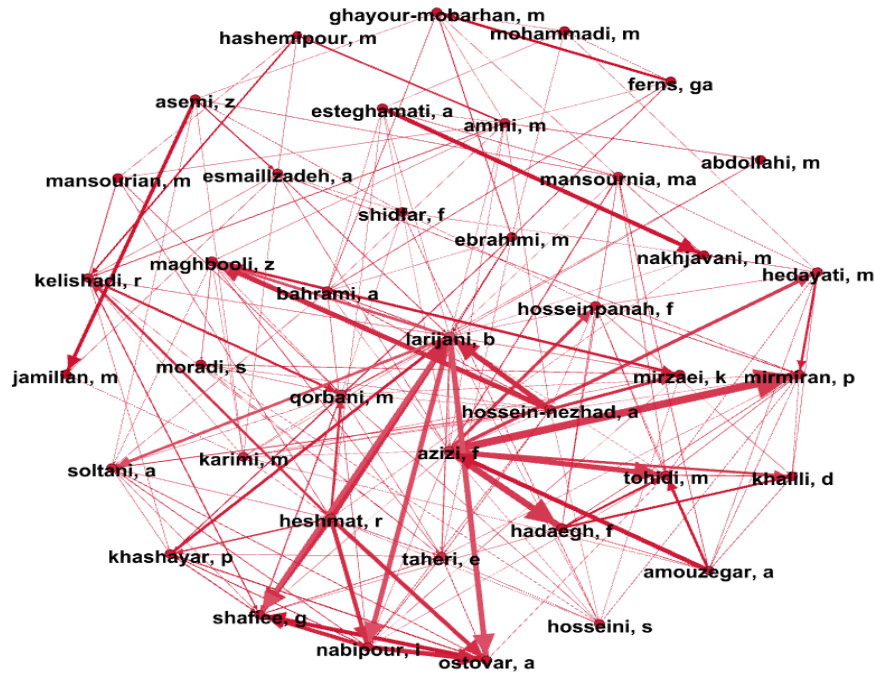 ghayour-mobarhan, m
hashemipour, m
mohammadi, m
ferns, ga
asemi, z
esteghamati, a
amini, m
abdollahi, m
mansourian, m
esmaillzadeh, a
mansournia, ma
shidfar, f
ebrahimi, m
nakhjavani, m
maghbooli, z
kelishadi, r
hedayati, m
bahrami, a
hosseinpanah, f
larijani, b
jamilian, m
moradi, s
mirzaei, k
mirmiran, p
qorbani, m
hossein-nezhad, a
azizi, f
soltani, a
karimi, m
tohidi, m
khalili, d
heshmat, r
hadaegh, f
khashayar, p
taheri, e
amouzegar, a
shafiee, g
hosseini, s
nabipour, i
ostovar, a